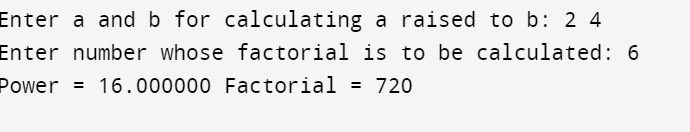 Enter a and b for calculating a raised to b: 2 4
Enter number whose factorial is to be calculated: 6
Power = 16.000000 Factorial = 720